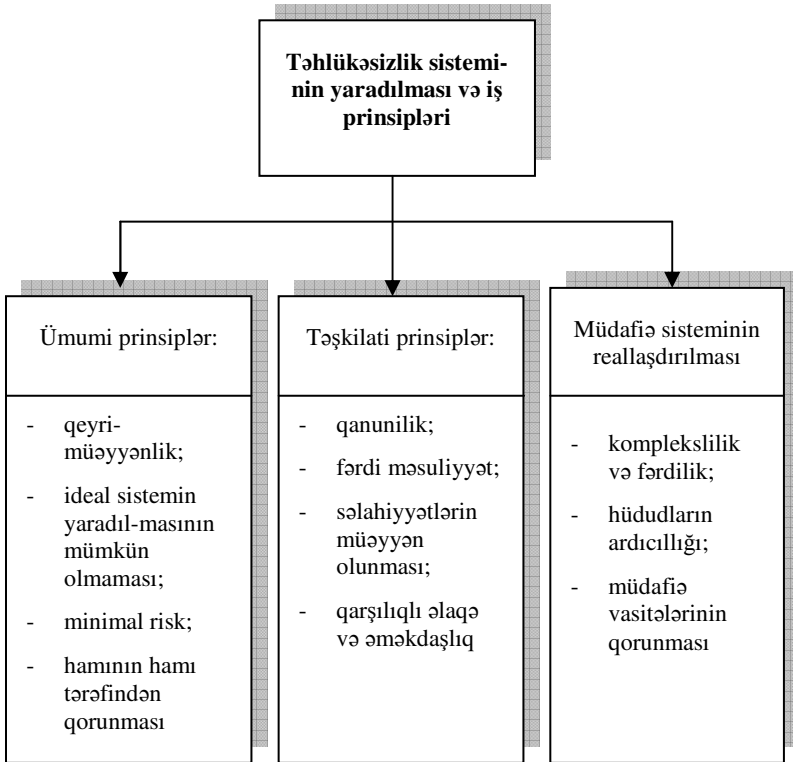 Təhlükəsizlik sistemi-
nin yaradılması və iş
prinsipləri
Ümumi prinsiplər:
- qeyri-
müəyyənlik;
- ideal sistemin
yaradıl-masının
mümkün
olmaması;
- minimal risk;
- hamının hamı
tərəfindən
qorunması
Təşkilati prinsiplər:
- qanunilik;
- fərdi məsuliyyət;
- səlahiyyətlərin
müəyyən
olunması;
- qarşılıqlı əlaqə
və əməkdaşlıq
Müdafiə sisteminin
reallaşdırılması
- komplekslilik
və fərdilik;
- hüdudların
ardıcıllığı;
- müdafiə
vasitələrinin
qorunması